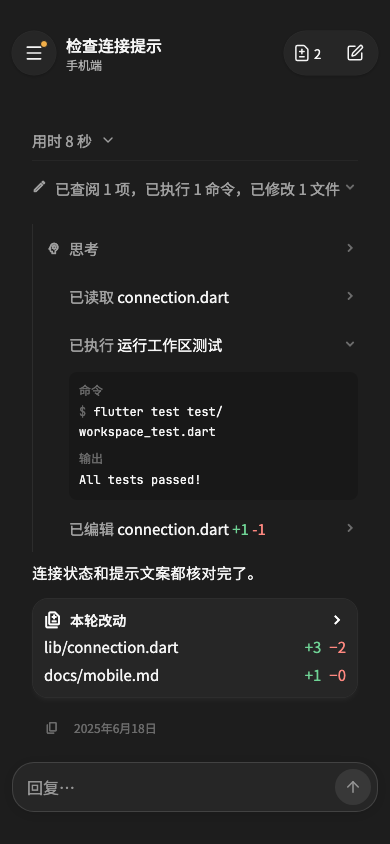 检查连接提示
手机端
2
用时 8 秒
已查阅 1 项，已执行 1 命令，已修改 1 文件
思考
已读取 connection.dart
已执行 运行工作区测试
命令
$ flutter test test/
workspace_test.dart
输出
All tests passed!
已编辑 connection.dart +1 -1
连接状态和提示文案都核对完了。
本轮改动
lib/connection.dart +3 −2
docs/mobile.md +1 −0
2025年6月18日
回复…